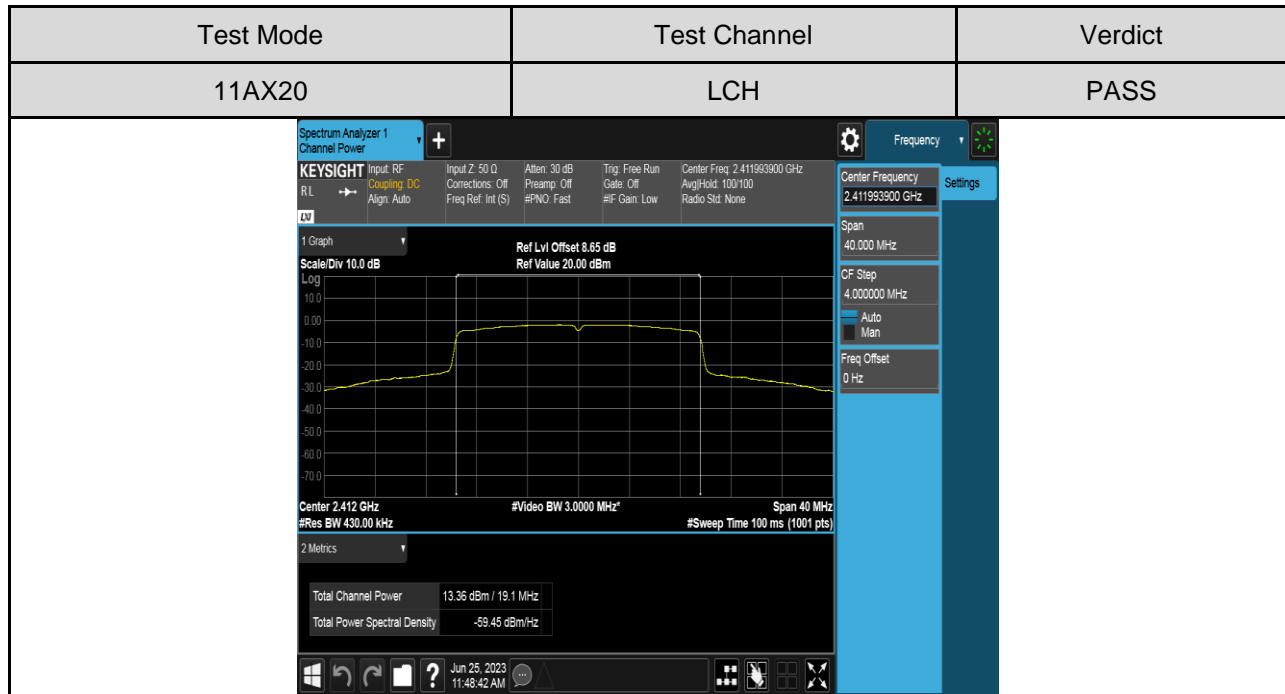 Test Mode Test Channel Verdict
11AX20 LCH PASS
Spectrum Analyzer 1
Channel Power
+
Frequency
KEYSIGHT Input: RF Input Z: 50 Ω Atten: 30 dB Trig: Free Run Center Freq: 2.411993900 GHz
RL Coupling: DC Corrections: Off Preamp: Off Gate: Off Avg|Hold: 100/100
Align: Auto Freq Ref: Int (S) #PNO: Fast #IF Gain: Low Radio Std: None
LXI
Center Frequency
2.411993900 GHz
Settings
Span
40.000 MHz
CF Step
4.000000 MHz
Auto
Man
Freq Offset
0 Hz
1 Graph
Ref Lvl Offset 8.65 dB
Scale/Div 10.0 dB Ref Value 20.00 dBm
Log
10.0
0.00
-10.0
-20.0
-30.0
-40.0
-50.0
-60.0
-70.0
Center 2.412 GHz #Video BW 3.0000 MHz* Span 40 MHz
#Res BW 430.00 kHz #Sweep Time 100 ms (1001 pts)
2 Metrics
Total Channel Power 13.36 dBm / 19.1 MHz
Total Power Spectral Density -59.45 dBm/Hz
? Jun 25, 2023
11:48:42 AM